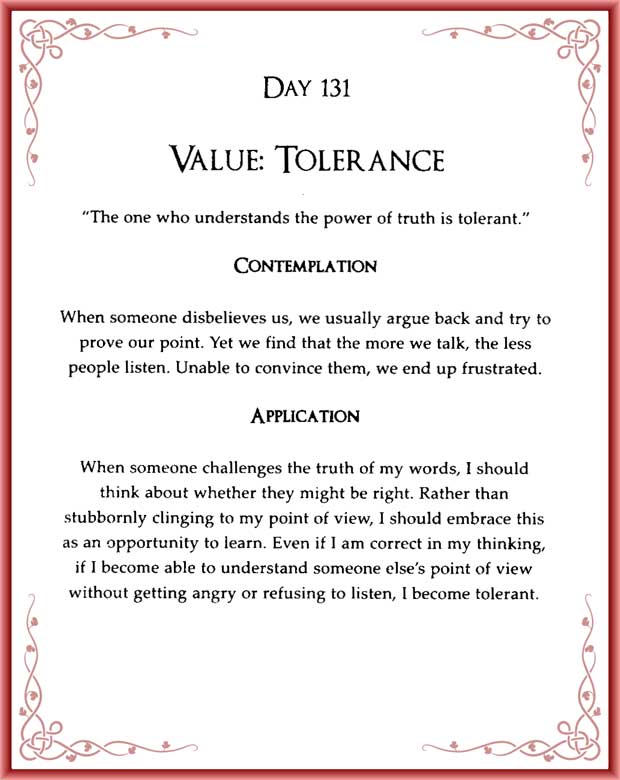 DAY 131
VALUE: TOLERANCE
“The one who understands the power of truth is tolerant.”
CONTEMPLATION
When someone disbelieves us, we usually argue back and try to
prove our point. Yet we find that the more we talk, the less
people listen. Unable to convince them, we end up frustrated.
APPLICATION
When someone challenges the truth of my words, I should
think about whether they might be right. Rather than
stubbornly clinging to my point of view, I should embrace this
as an opportunity to learn. Even if I am correct in my thinking,
if I become able to understand someone else’s point of view
without getting angry or refusing to listen, I become tolerant.